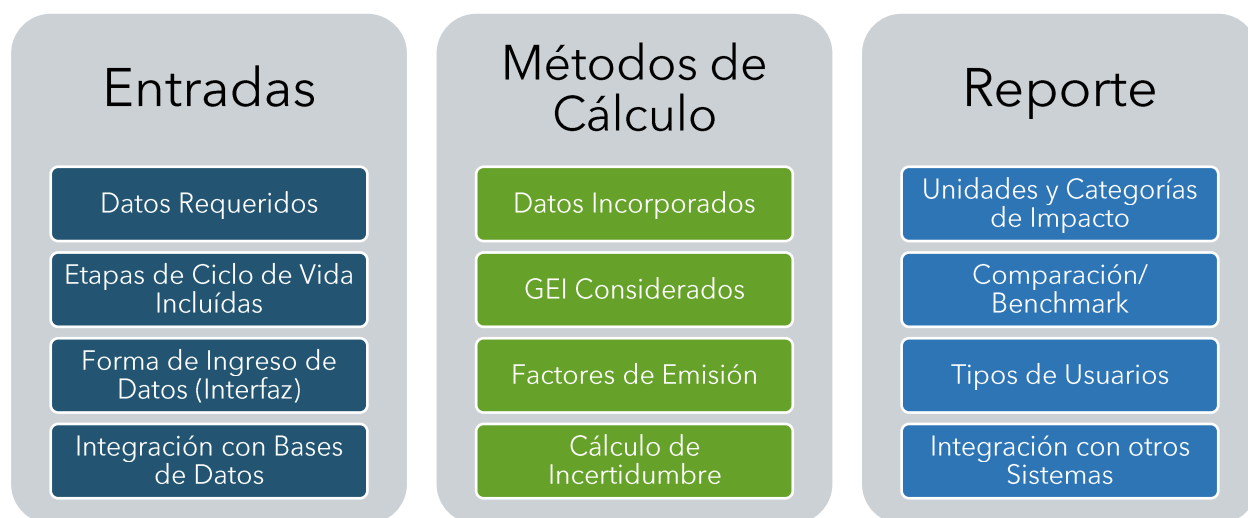 Entradas
Datos Requeridos
Etapas de Ciclo de Vida
Incluídas
Forma de Ingreso de
Datos (Interfaz)
Integración con Bases
de Datos
Métodos de
Cálculo
Datos Incorporados
GEI Considerados
Factores de Emisión
Cálculo de
Incertidumbre
Reporte
Unidades y Categorías
de Impacto
Comparación/
Benchmark
Tipos de Usuarios
Integración con otros
Sistemas